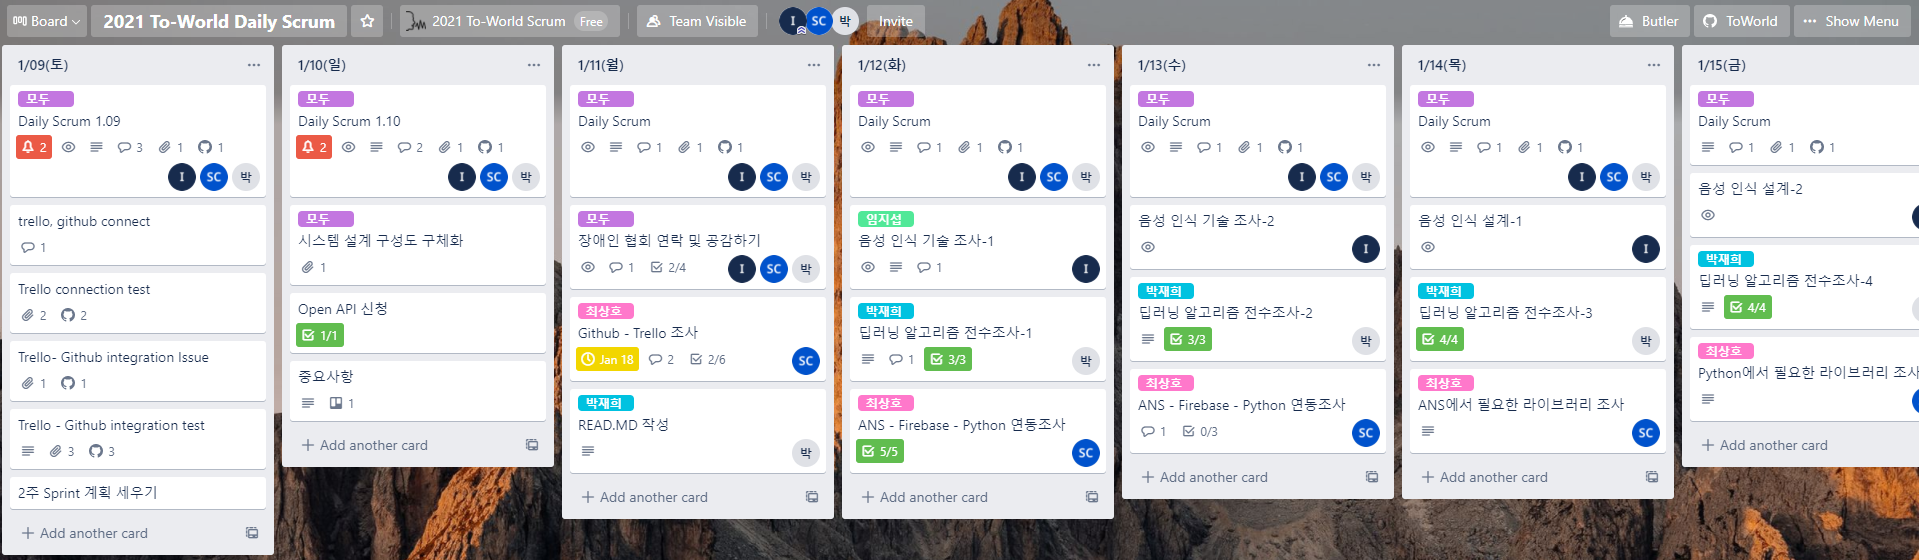 Board 2021 To-World Daily Scrum 2021 To-World Scrum Free Team Visible I SC 박 Invite Butler ToWorld Show Menu
1/09(토)
모두
Daily Scrum 1.09
2 3 1 1
I SC 박
trello, github connect
1
Trello connection test
2 2
Trello- Github integration Issue
1 1
Trello - Github integration test
3 3
2주 Sprint 계획 세우기
Add another card
1/10(일)
모두
Daily Scrum 1.10
2 2 1 1
I SC 박
모두
시스템 설계 구성도 구체화
1
Open API 신청
1/1
중요사항
1
Add another card
1/11(월)
모두
Daily Scrum
1 1 1
I SC 박
모두
장애인 협회 연락 및 공감하기
1 2/4 I SC 박
최상호
Github - Trello 조사
Jan 18 2 2/6 SC
박재희
READ.MD 작성
박
Add another card
1/12(화)
모두
Daily Scrum
1 1 1
I SC 박
임지섭
음성 인식 기술 조사-1
1 I
박재희
딥러닝 알고리즘 전수조사-1
1 3/3 박
최상호
ANS - Firebase - Python 연동조사
5/5 SC
Add another card
1/13(수)
모두
Daily Scrum
1 1 1
I SC 박
음성 인식 기술 조사-2
I
박재희
딥러닝 알고리즘 전수조사-2
3/3 박
최상호
ANS - Firebase - Python 연동조사
1 0/3 SC
Add another card
1/14(목)
모두
Daily Scrum
1 1 1
I SC 박
음성 인식 설계-1
I
박재희
딥러닝 알고리즘 전수조사-3
4/4 박
최상호
ANS에서 필요한 라이브러리 조사
SC
Add another card
1/15(금)
모두
Daily Scrum
1 1 1
음성 인식 설계-2
박재희
딥러닝 알고리즘 전수조사-4
4/4
최상호
Python에서 필요한 라이브러리 조사
Add another card